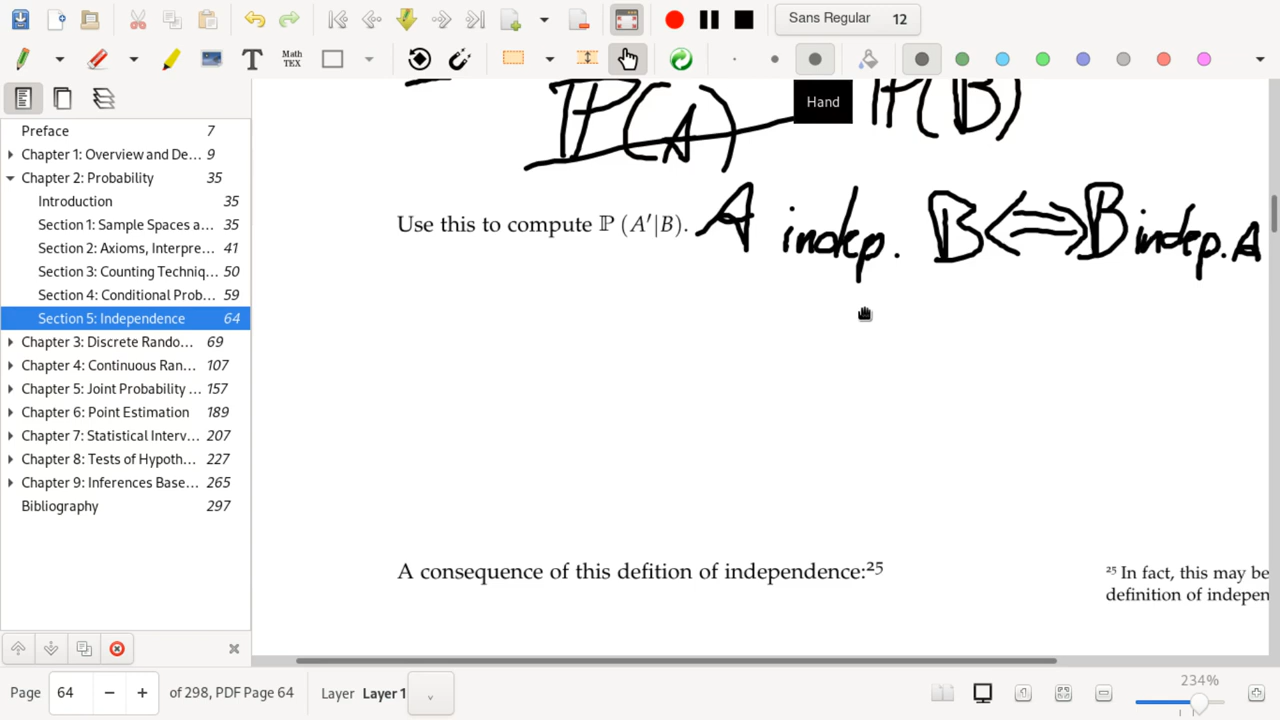 Sans Regular 12
Math
TEX
Hand
Preface 7
Chapter 1: Overview and De... 9
Chapter 2: Probability 35
Introduction 35
Section 1: Sample Spaces a... 35
Section 2: Axioms, Interpre... 41
Section 3: Counting Techniq... 50
Section 4: Conditional Prob... 59
Section 5: Independence 64
Chapter 3: Discrete Rando... 69
Chapter 4: Continuous Ran... 107
Chapter 5: Joint Probability ... 157
Chapter 6: Point Estimation 189
Chapter 7: Statistical Interv... 207
Chapter 8: Tests of Hypoth... 227
Chapter 9: Inferences Base... 265
Bibliography 297
ℙ(A) ℙ(B)
Use this to compute ℙ (A′|B). A indep. B ⟺ B indep. A
A consequence of this defition of independence:²⁵
²⁵ In fact, this may be
definition of indepen
Page 64 of 298, PDF Page 64 Layer Layer 1 234%